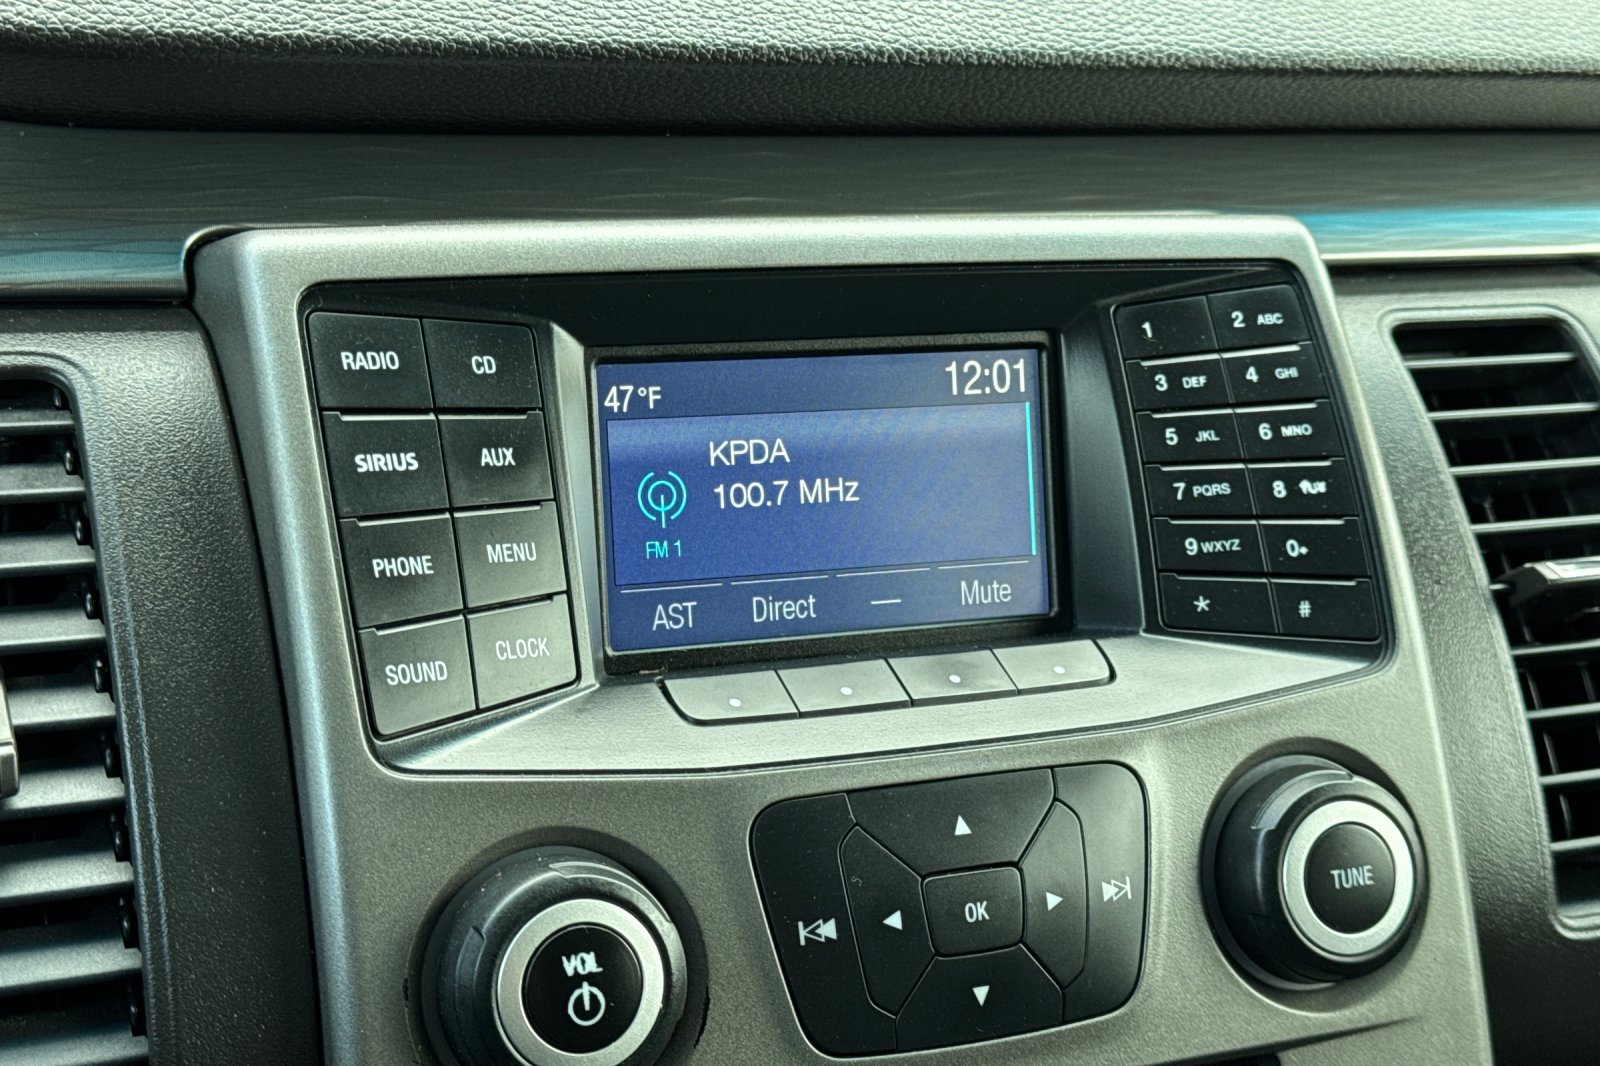 RADIO
CD
SIRIUS
AUX
PHONE
MENU
SOUND
CLOCK
47°F
12:01
KPDA
100.7 MHz
FM 1
AST Direct — Mute
1
2 ABC
3 DEF
4 GHI
5 JKL
6 MNO
7 PQRS
8
9 WXYZ
0+
*
#
VOL
OK
TUNE